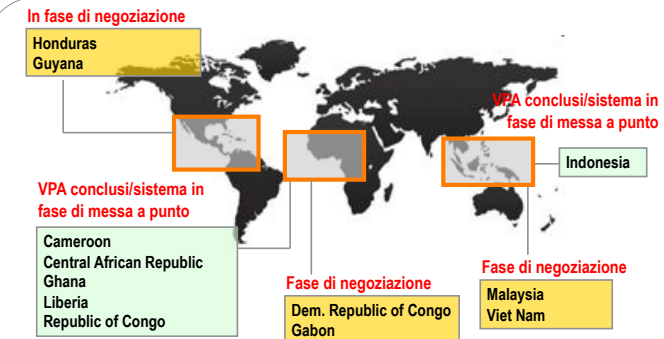 In fase di negoziazione
Honduras
Guyana
VPA conclusi/sistema in
fase di messa a punto
Indonesia
VPA conclusi/sistema in
fase di messa a punto
Cameroon
Central African Republic
Ghana
Liberia
Republic of Congo
Fase di negoziazione
Dem. Republic of Congo
Gabon
Fase di negoziazione
Malaysia
Viet Nam